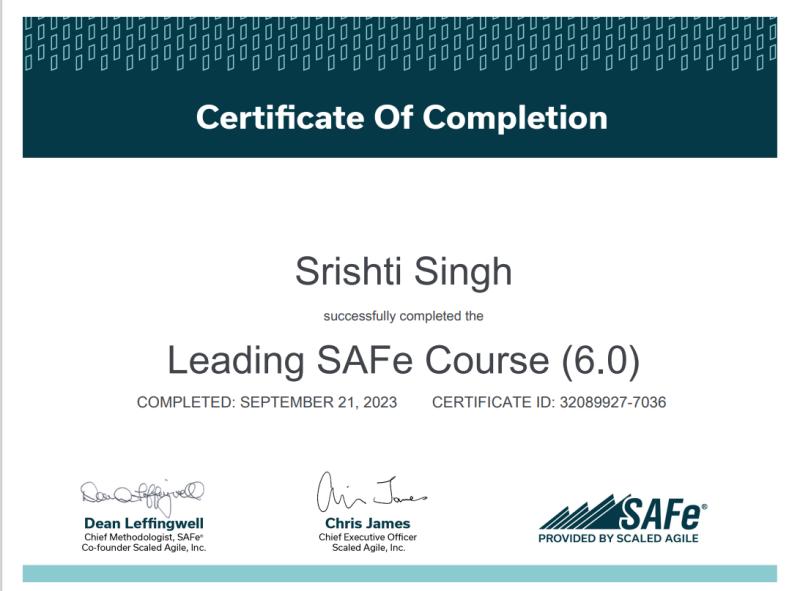 Certificate Of Completion
Srishti Singh
successfully completed the
Leading SAFe Course (6.0)
COMPLETED: SEPTEMBER 21, 2023 CERTIFICATE ID: 32089927-7036
Dean Leffingwell
Chris James
Dean Leffingwell
Chief Methodologist, SAFe®
Co-founder Scaled Agile, Inc.
Chris James
Chief Executive Officer
Scaled Agile, Inc.
SAFe®
PROVIDED BY SCALED AGILE